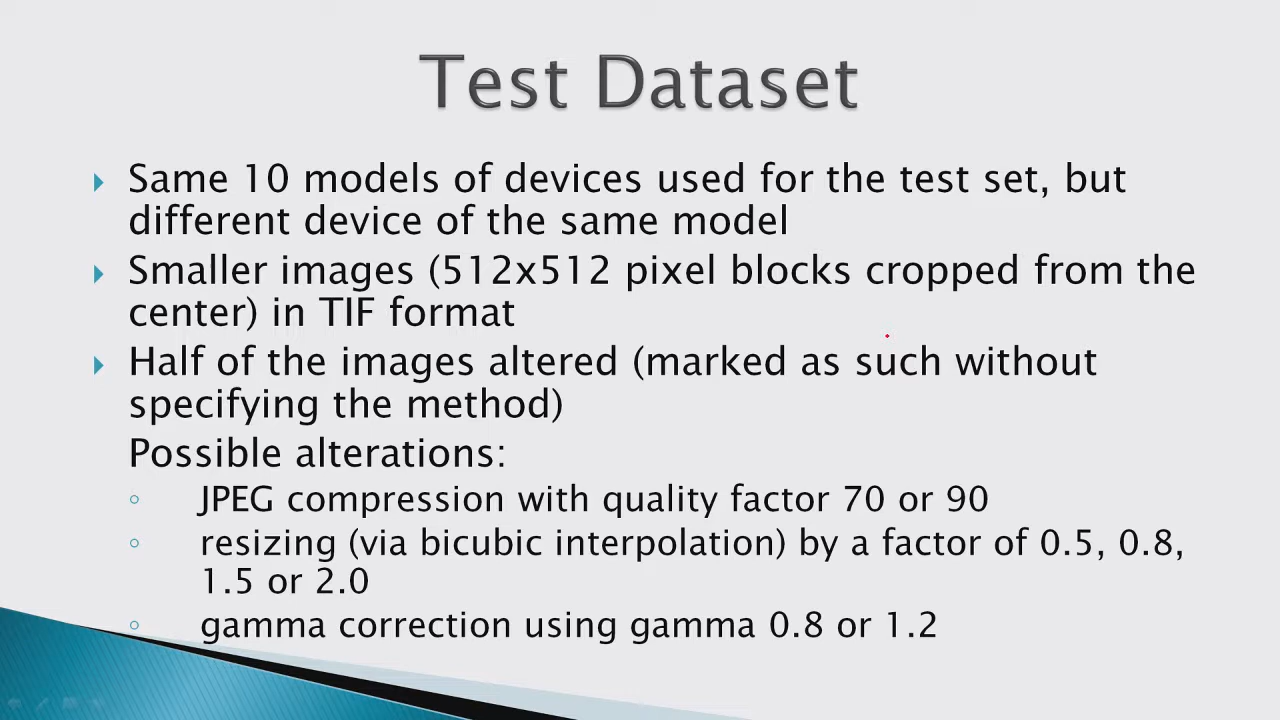 Test Dataset
Same 10 models of devices used for the test set, but
different device of the same model
Smaller images (512x512 pixel blocks cropped from the
center) in TIF format
Half of the images altered (marked as such without
specifying the method)
Possible alterations:
JPEG compression with quality factor 70 or 90
resizing (via bicubic interpolation) by a factor of 0.5, 0.8,
1.5 or 2.0
gamma correction using gamma 0.8 or 1.2